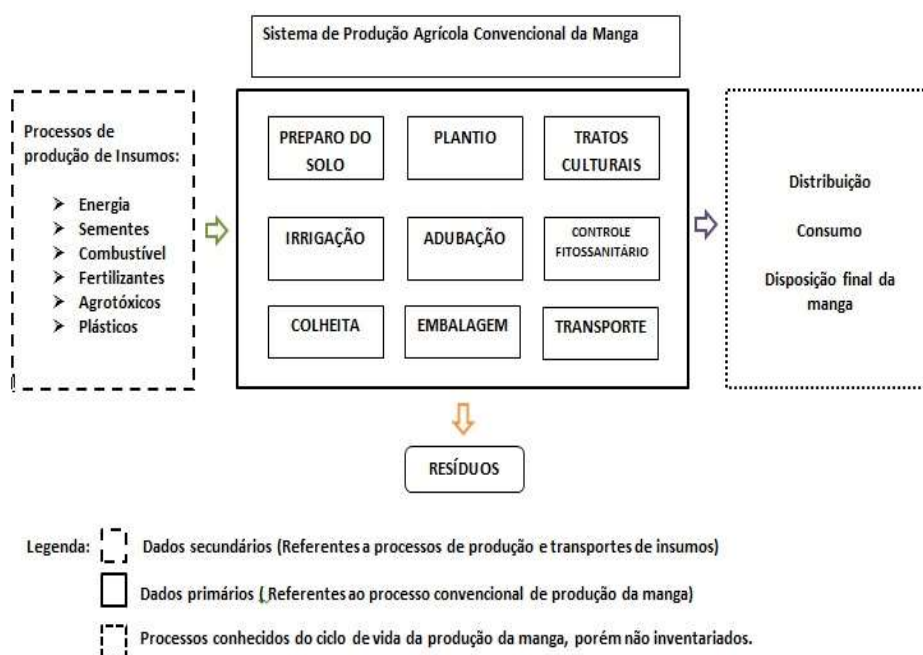 Sistema de Produção Agrícola Convencional da Manga
Processos de
produção de Insumos:
➢ Energia
➢ Sementes
➢ Combustível
➢ Fertilizantes
➢ Agrotóxicos
➢ Plásticos
PREPARO DO
SOLO
PLANTIO
TRATOS
CULTURAIS
IRRIGAÇÃO
ADUBAÇÃO
CONTROLE
FITOSSANITÁRIO
COLHEITA
EMBALAGEM
TRANSPORTE
Distribuição
Consumo
Disposição final da
manga
RESÍDUOS
Legenda:
Dados secundários (Referentes a processos de produção e transportes de insumos)
Dados primários ( Referentes ao processo convencional de produção da manga)
Processos conhecidos do ciclo de vida da produção da manga, porém não inventariados.